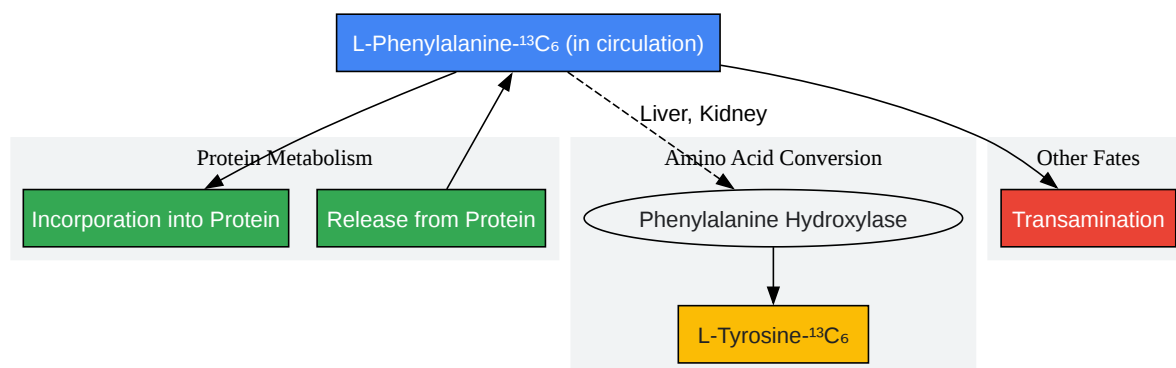 L-Phenylalanine-¹³C₆ (in circulation)
Liver, Kidney
Protein Metabolism
Amino Acid Conversion
Other Fates
Incorporation into Protein
Release from Protein
Phenylalanine Hydroxylase
Transamination
L-Tyrosine-¹³C₆